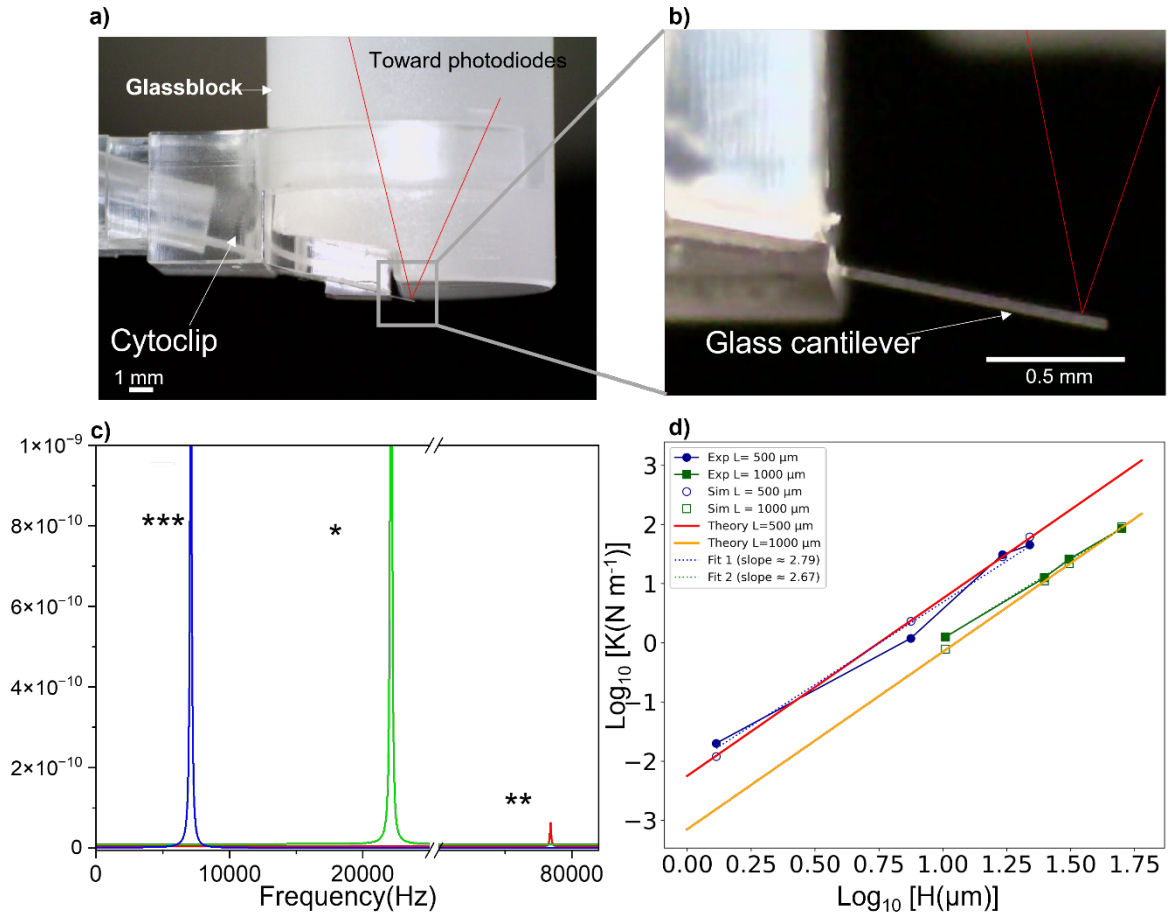 a)
Toward photodiodes
Glassblock
Cytoclip
1 mm
b)
Glass cantilever
0.5 mm
c)
1×10⁻⁹
8×10⁻¹⁰
6×10⁻¹⁰
4×10⁻¹⁰
2×10⁻¹⁰
0
***
*
**
0 10000 20000 80000
Frequency(Hz)
d)
Exp L= 500 µm
Exp L= 1000 µm
Sim L = 500 µm
Sim L = 1000 µm
Theory L=500 µm
Theory L=1000 µm
Fit 1 (slope ≈ 2.79)
Fit 2 (slope ≈ 2.67)
Log₁₀ [K(N m⁻¹)]
3
2
1
0
−1
−2
−3
0.00 0.25 0.50 0.75 1.00 1.25 1.50 1.75
Log₁₀ [H(µm)]